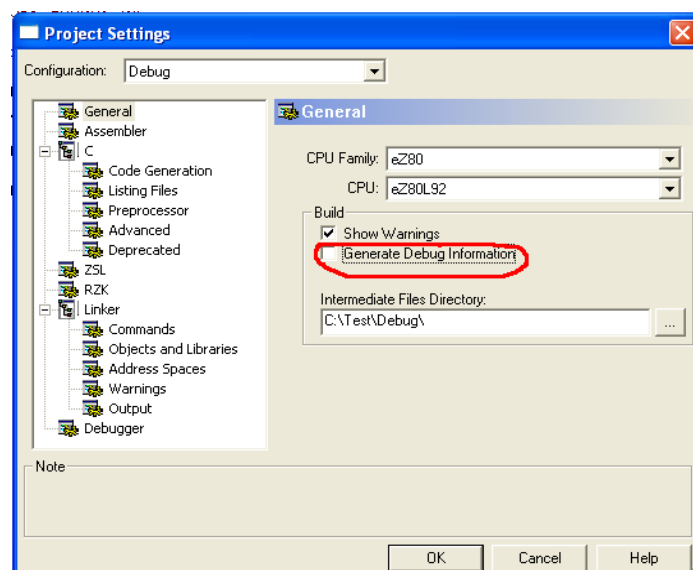 Project Settings
Configuration: Debug
General
Assembler
C
Code Generation
Listing Files
Preprocessor
Advanced
Deprecated
ZSL
RZK
Linker
Commands
Objects and Libraries
Address Spaces
Warnings
Output
Debugger
General
CPU Family: eZ80
CPU: eZ80L92
Build
Show Warnings
Generate Debug Information
Intermediate Files Directory:
C:\Test\Debug\
...
Note
OK Cancel Help